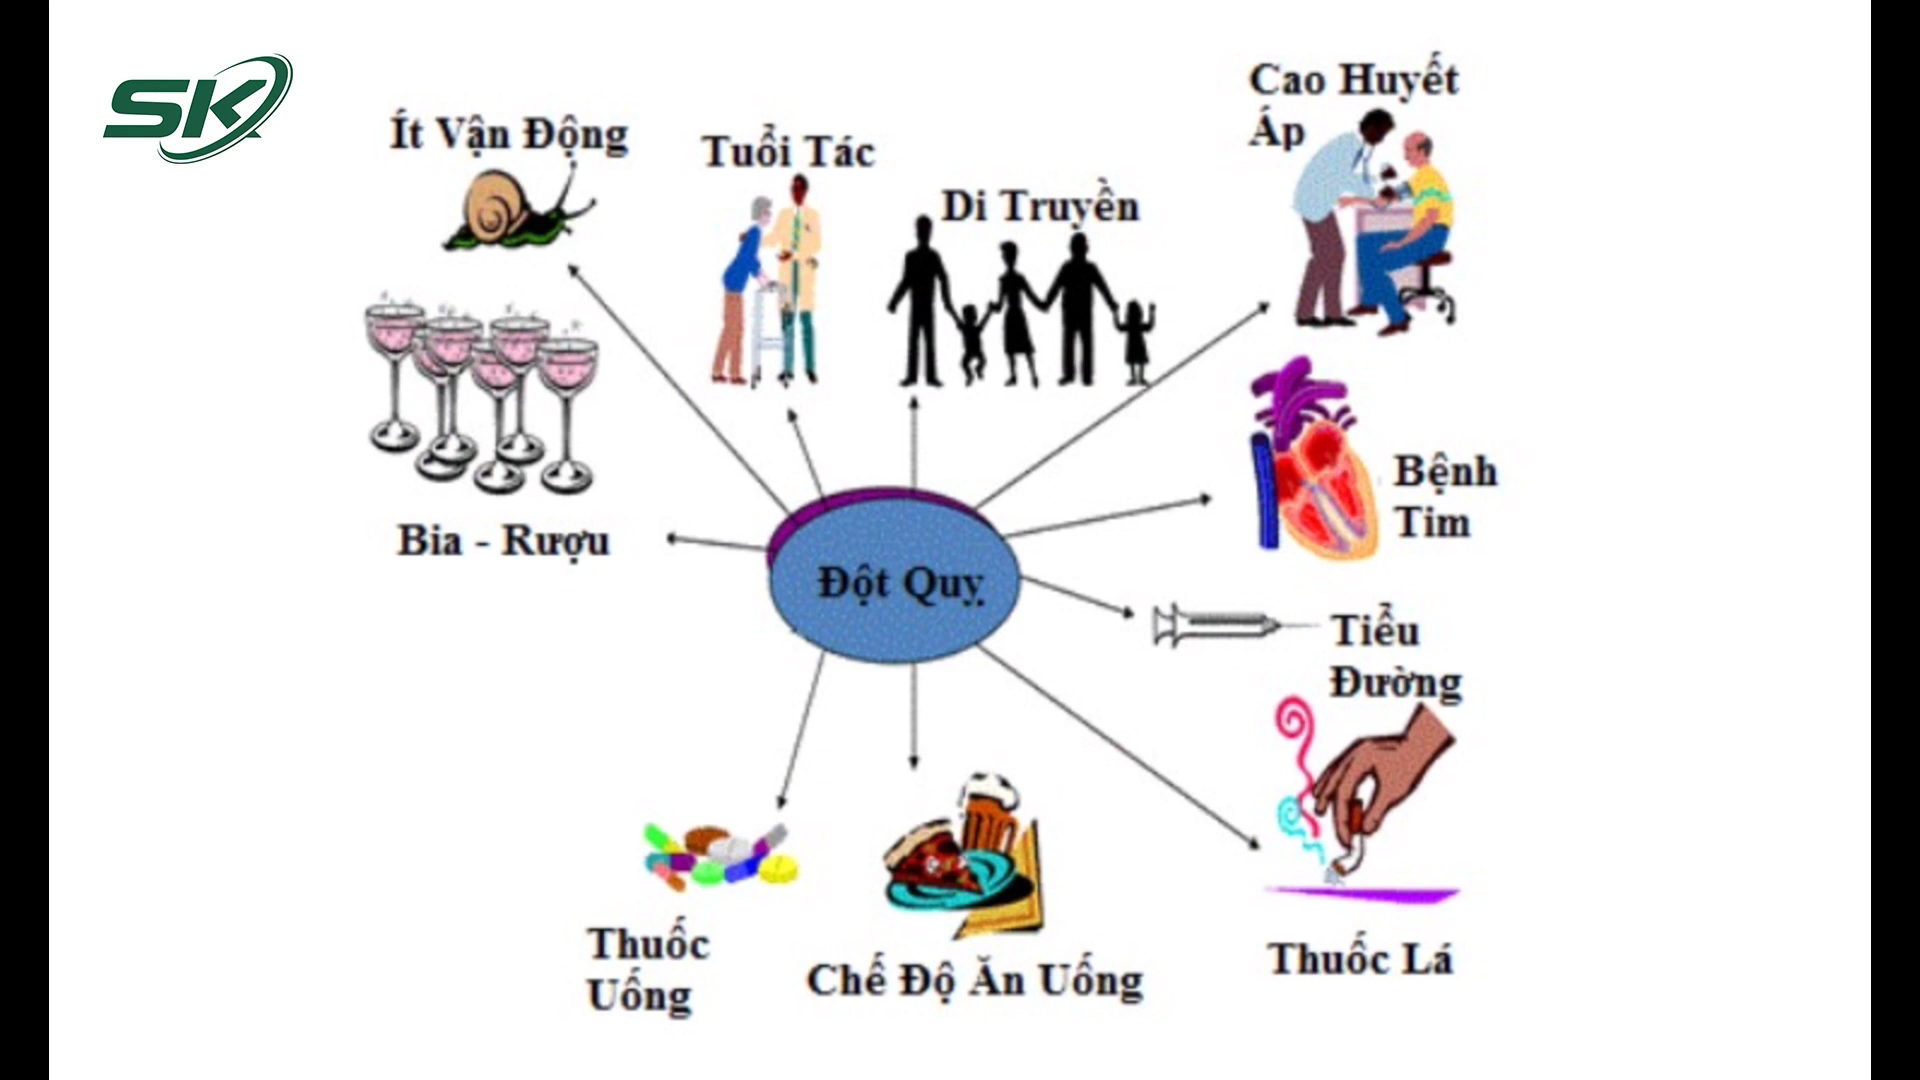 SK
Ít Vận Động
Tuổi Tác
Di Truyền
Cao Huyết
Áp
Bệnh
Tim
Tiểu
Đường
Thuốc Lá
Chế Độ Ăn Uống
Thuốc
Uống
Bia - Rượu
Đột Quỵ